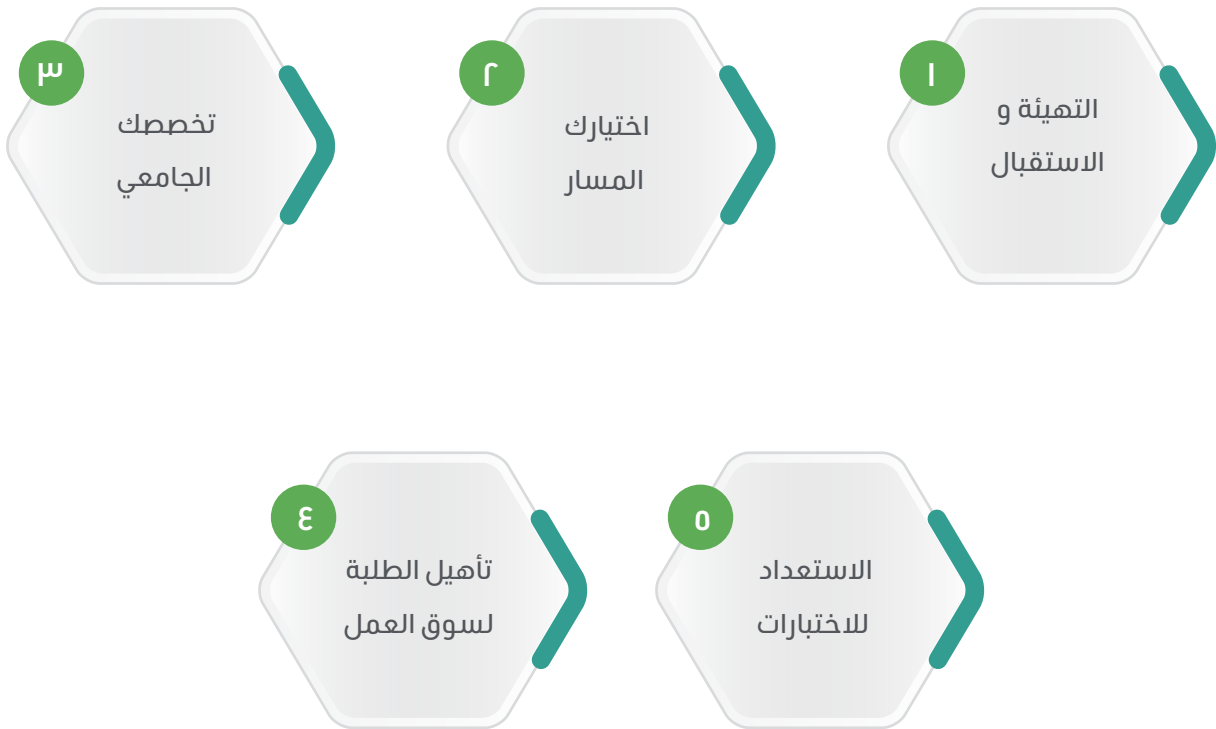 ١
التهيئة و
الاستقبال
٢
اختيارك
المسار
٣
تخصصك
الجامعي
٥
الاستعداد
للاختبارات
٤
تأهيل الطلبة
لسوق العمل